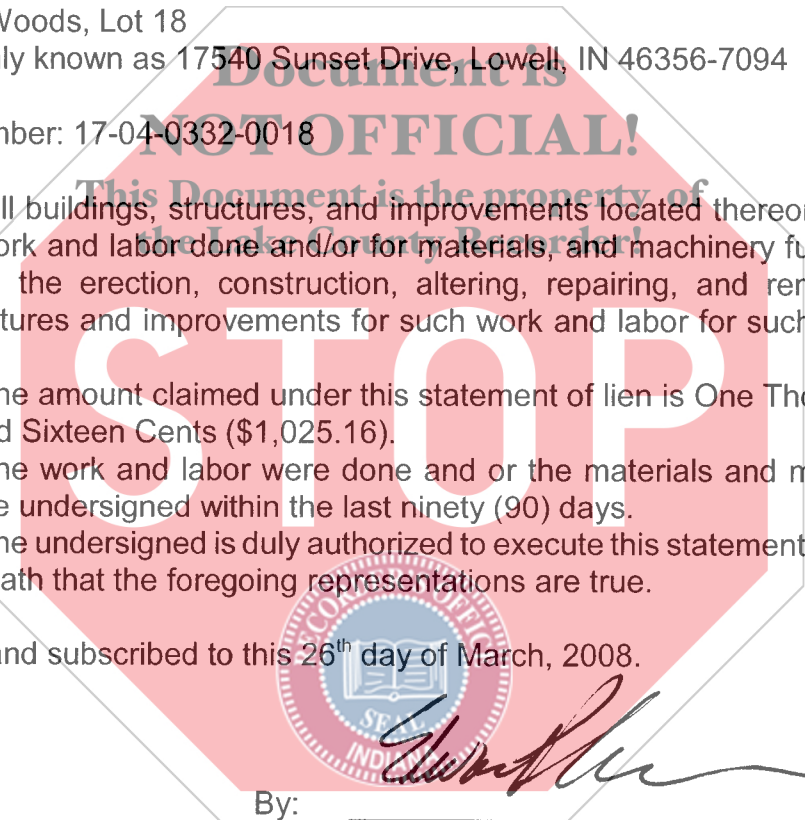 Woods, Lot 18
ly known as 17540 Sunset Drive, Lowell, IN 46356-7094
Document is
mber: 17-04-0332-0018
NOT OFFICIAL!
This Document is the property of
ll buildings, structures, and improvements located thereon
the Lake County Recorder!
ork and labor done and/or for materials, and machinery fu
the erection, construction, altering, repairing, and rem
tures and improvements for such work and labor for such
STOP
he amount claimed under this statement of lien is One Tho
d Sixteen Cents ($1,025.16).
he work and labor were done and or the materials and m
e undersigned within the last ninety (90) days.
he undersigned is duly authorized to execute this statement
ath that the foregoing representations are true.
and subscribed to this 26th day of March, 2008.
RECORDER'S OFFICE
SEAL
INDIANA
By: